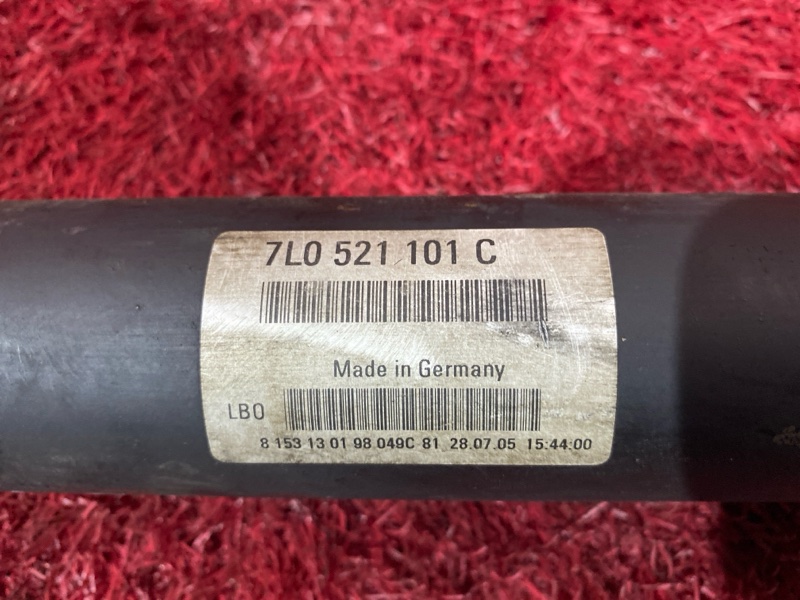 7L0 521 101 C
Made in Germany
LBO
8 153 13 01 98 049C 81 28.07.05 15:44:00